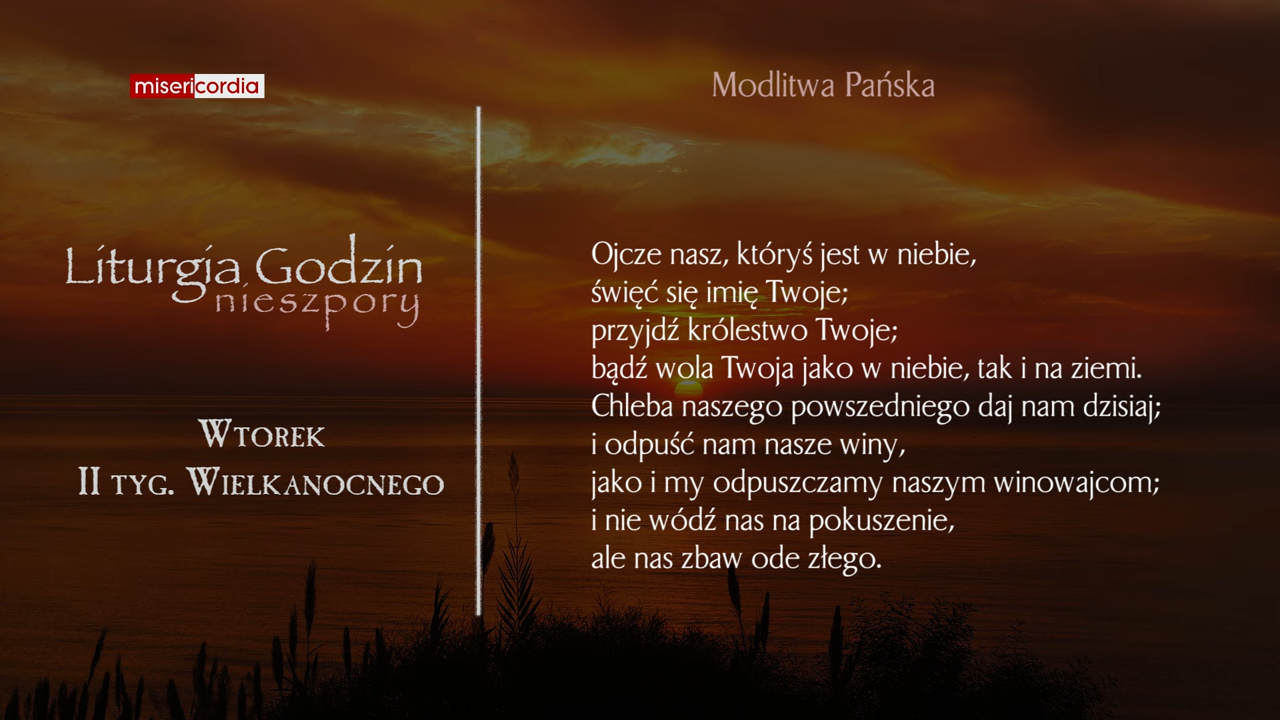 misericordia
Liturgia Godzin
nieszpory
Wtorek
II tyg. Wielkanocnego
Modlitwa Pańska
Ojcze nasz, któryś jest w niebie,
święć się imię Twoje;
przyjdź królestwo Twoje;
bądź wola Twoja jako w niebie, tak i na ziemi.
Chleba naszego powszedniego daj nam dzisiaj;
i odpuść nam nasze winy,
jako i my odpuszczamy naszym winowajcom;
i nie wódź nas na pokuszenie,
ale nas zbaw ode złego.